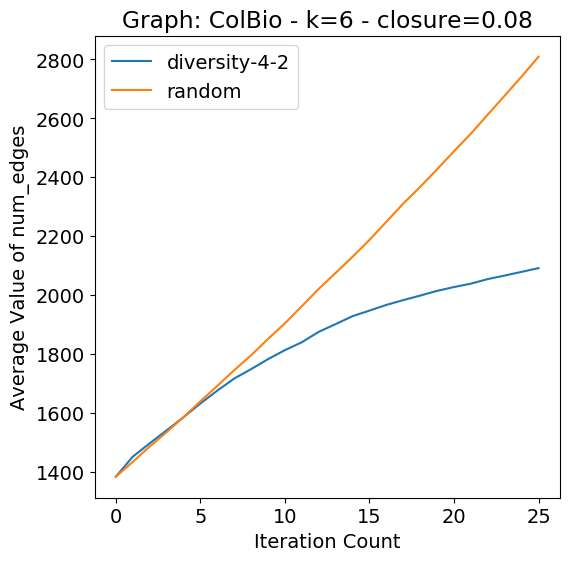 Graph: ColBio - k=6 - closure=0.08
diversity-4-2
random
Average Value of num_edges
2800
2600
2400
2200
2000
1800
1600
1400
0
5
10
15
20
25
Iteration Count